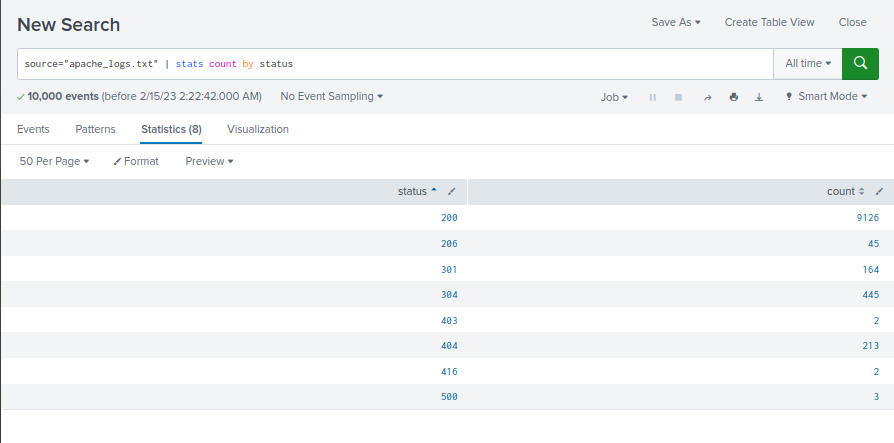 New Search
Save As Create Table View Close
source="apache_logs.txt" | stats count by status
All time
10,000 events (before 2/15/23 2:22:42.000 AM) No Event Sampling Job Smart Mode
Events Patterns Statistics (8) Visualization
50 Per Page Format Preview
status count
200 9126
206 45
301 164
304 445
403 2
404 213
416 2
500 3